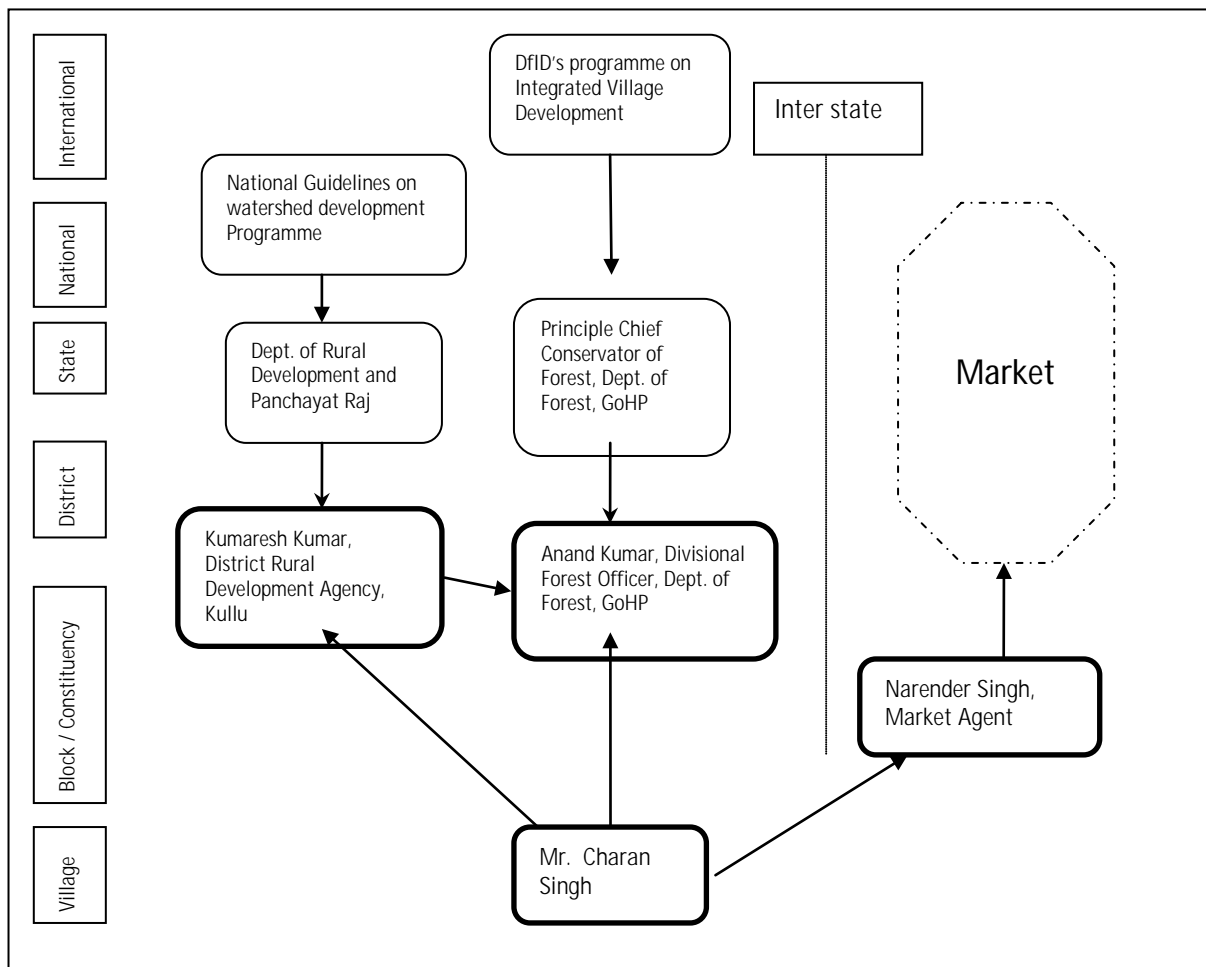 International
National
State
District
Block / Constituency
Village
DfID's programme on
Integrated Village
Development
Inter state
National Guidelines on
watershed development
Programme
Dept. of Rural
Development and
Panchayat Raj
Principle Chief
Conservator of
Forest, Dept. of
Forest, GoHP
Market
Kumaresh Kumar,
District Rural
Development Agency,
Kullu
Anand Kumar, Divisional
Forest Officer, Dept. of
Forest, GoHP
Narender Singh,
Market Agent
Mr. Charan
Singh